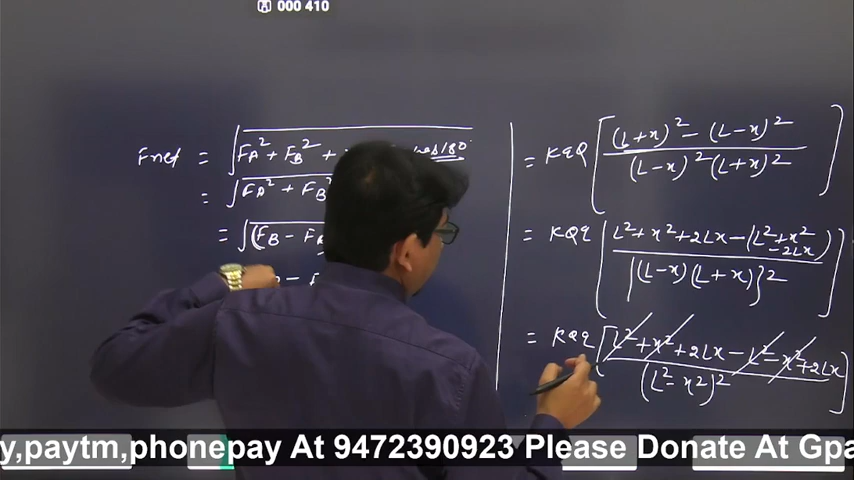 000 410
Fnet = √FA² + FB² + cos180°
= √FA² + FB²
= √(FB - F
- F
= KQq [(L+x)² - (L-x)² / (L-x)²(L+x)²]
= KQq [L² + x² + 2Lx - (L² + x² - 2Lx) / {(L-x)(L+x)}²]
= KQq [L² + x² + 2Lx - L² - x² + 2Lx / (L² - x²)²]
y,paytm,phonepay At 9472390923 Please Donate At Gpa